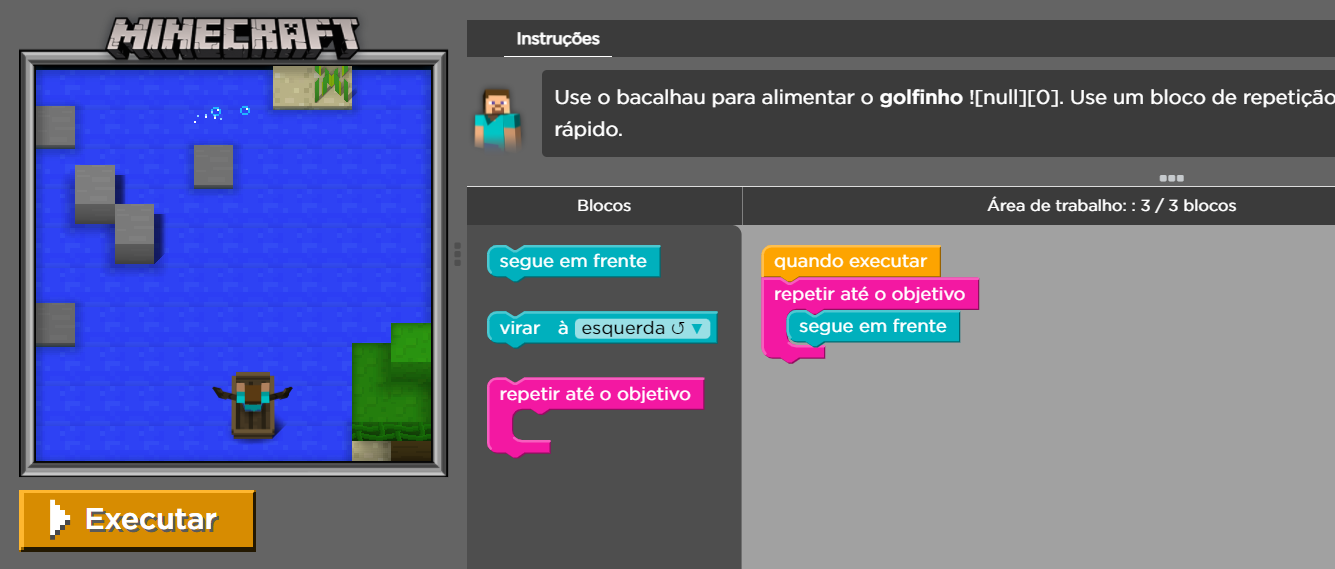 MINECRAFT
Instruções
Use o bacalhau para alimentar o golfinho ![null][0]. Use um bloco de repetição
rápido.
Blocos
Área de trabalho: : 3 / 3 blocos
segue em frente
virar à esquerda ↺ ▼
repetir até o objetivo
quando executar
repetir até o objetivo
segue em frente
Executar